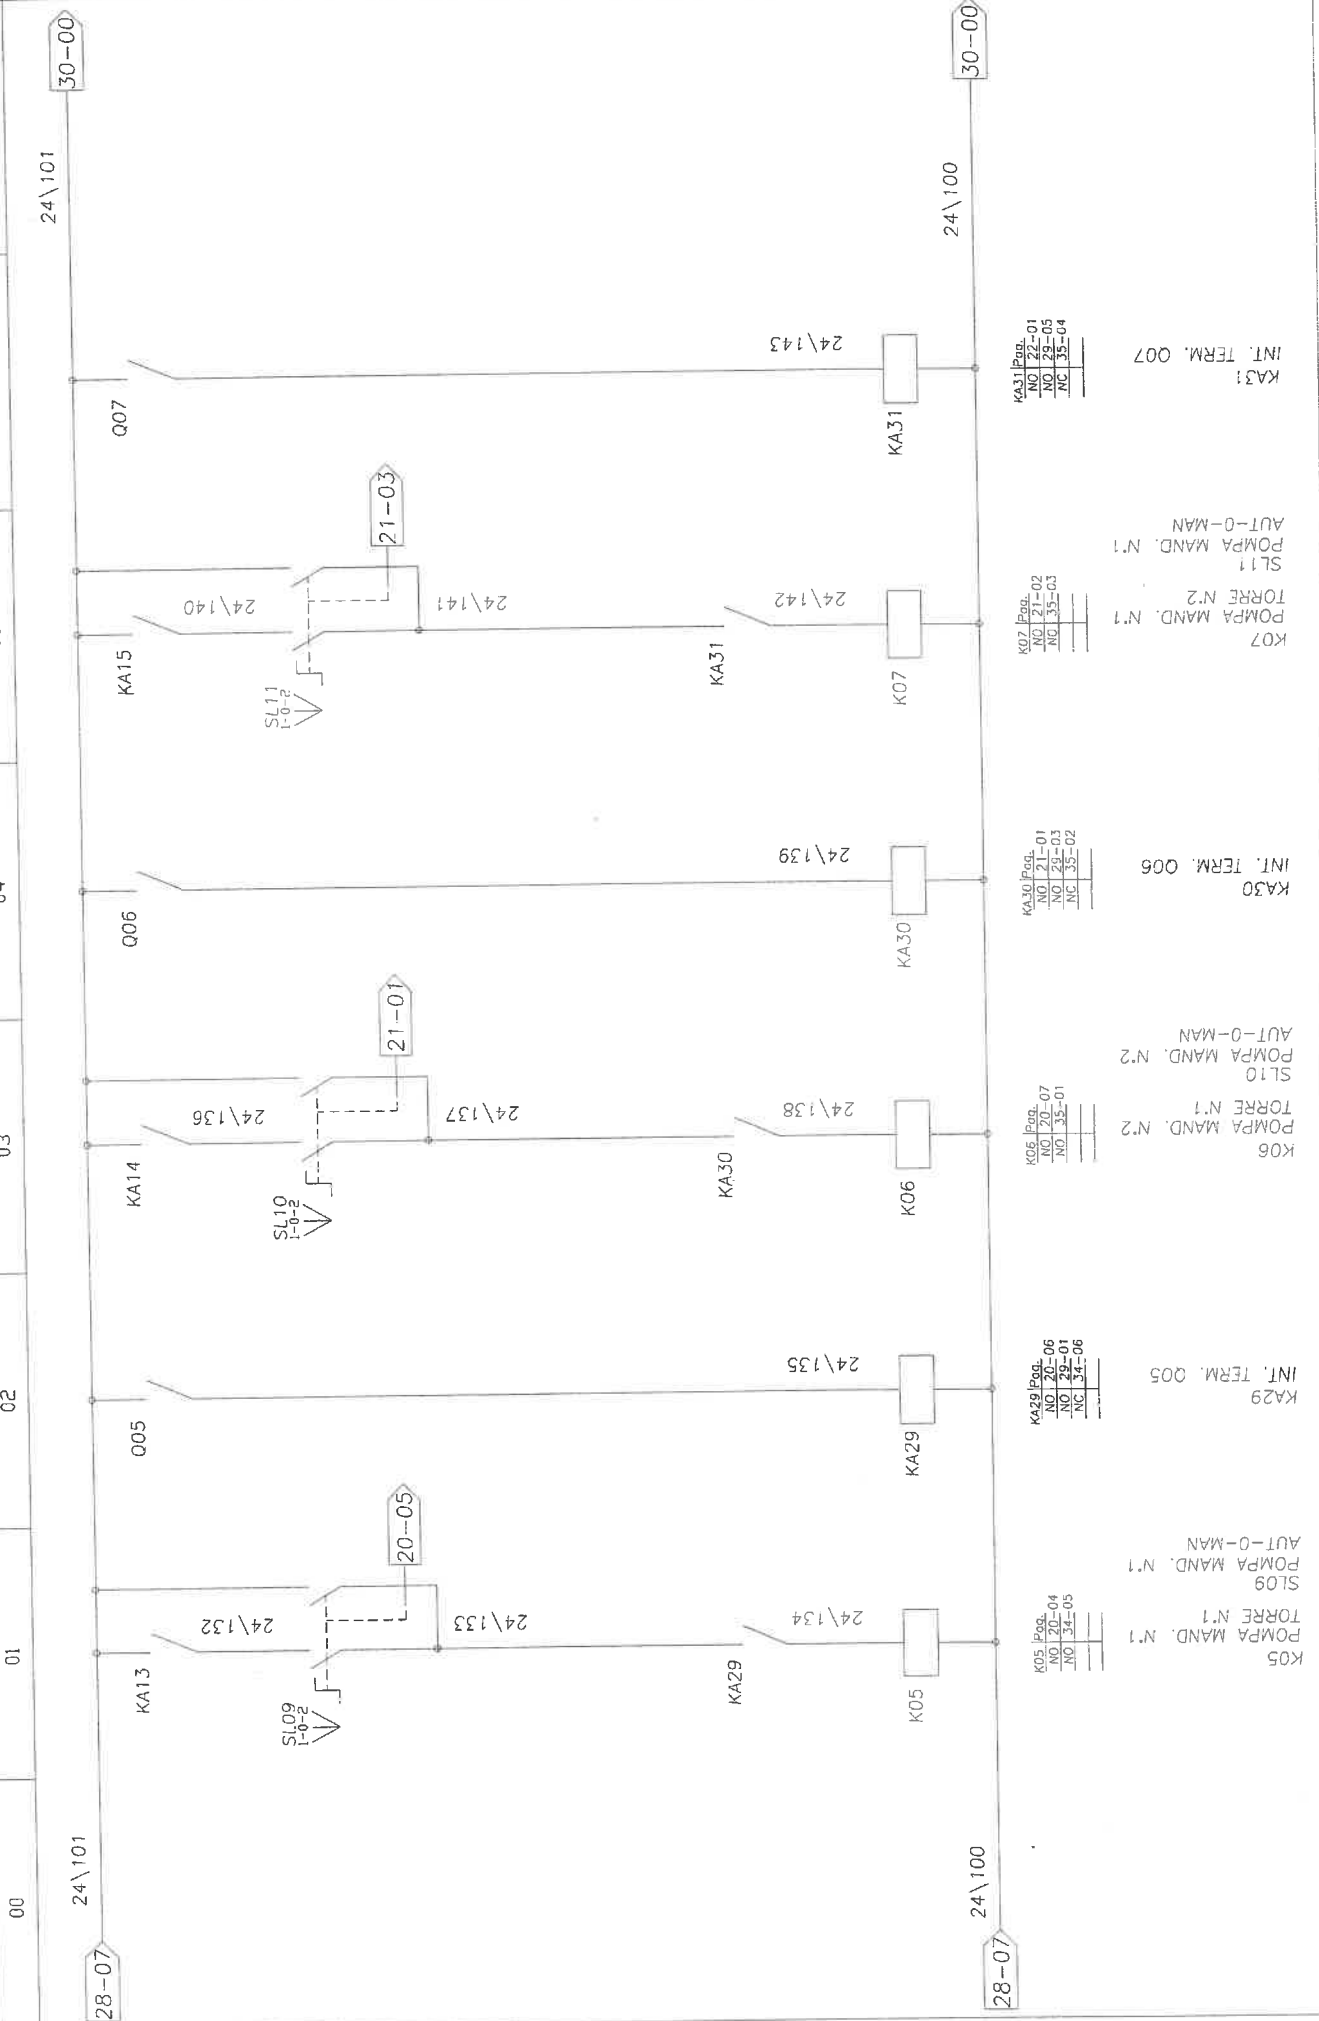 00
01
02
03
04
28-07
24\101
24\101
30-00
KA13
24\132
SL09
1-0-2
20-05
24\133
KA29
24\134
K05
Q05
24\135
KA29
KA14
24\136
SL10
1-0-2
21-01
24\137
KA30
24\138
K06
Q06
24\139
KA30
KA15
24\140
SL11
1-0-2
21-03
24\141
KA31
24\142
K07
Q07
24\143
KA31
28-07
24\100
24\100
30-00
K05 Pag.
NO 20-04
NO 34-05
KA29 Pag.
NO 20-06
NO 29-01
NC 34-06
K06 Pag.
NO 20-07
NO 35-01
KA30 Pag.
NO 21-01
NO 29-03
NC 35-02
K07 Pag.
NO 21-02
NO 35-03
KA31 Pag.
NO 22-01
NO 29-05
NC 35-04
K05
POMPA MAND. N°1
TORRE N°1
SL09
POMPA MAND. N°1
AUT-0-MAN
KA29
INT. TERM. Q05
K06
POMPA MAND. N°2
TORRE N°1
SL10
POMPA MAND. N°2
AUT-0-MAN
KA30
INT. TERM. Q06
K07
POMPA MAND. N°1
TORRE N°2
SL11
POMPA MAND. N°1
AUT-0-MAN
KA31
INT. TERM. Q07